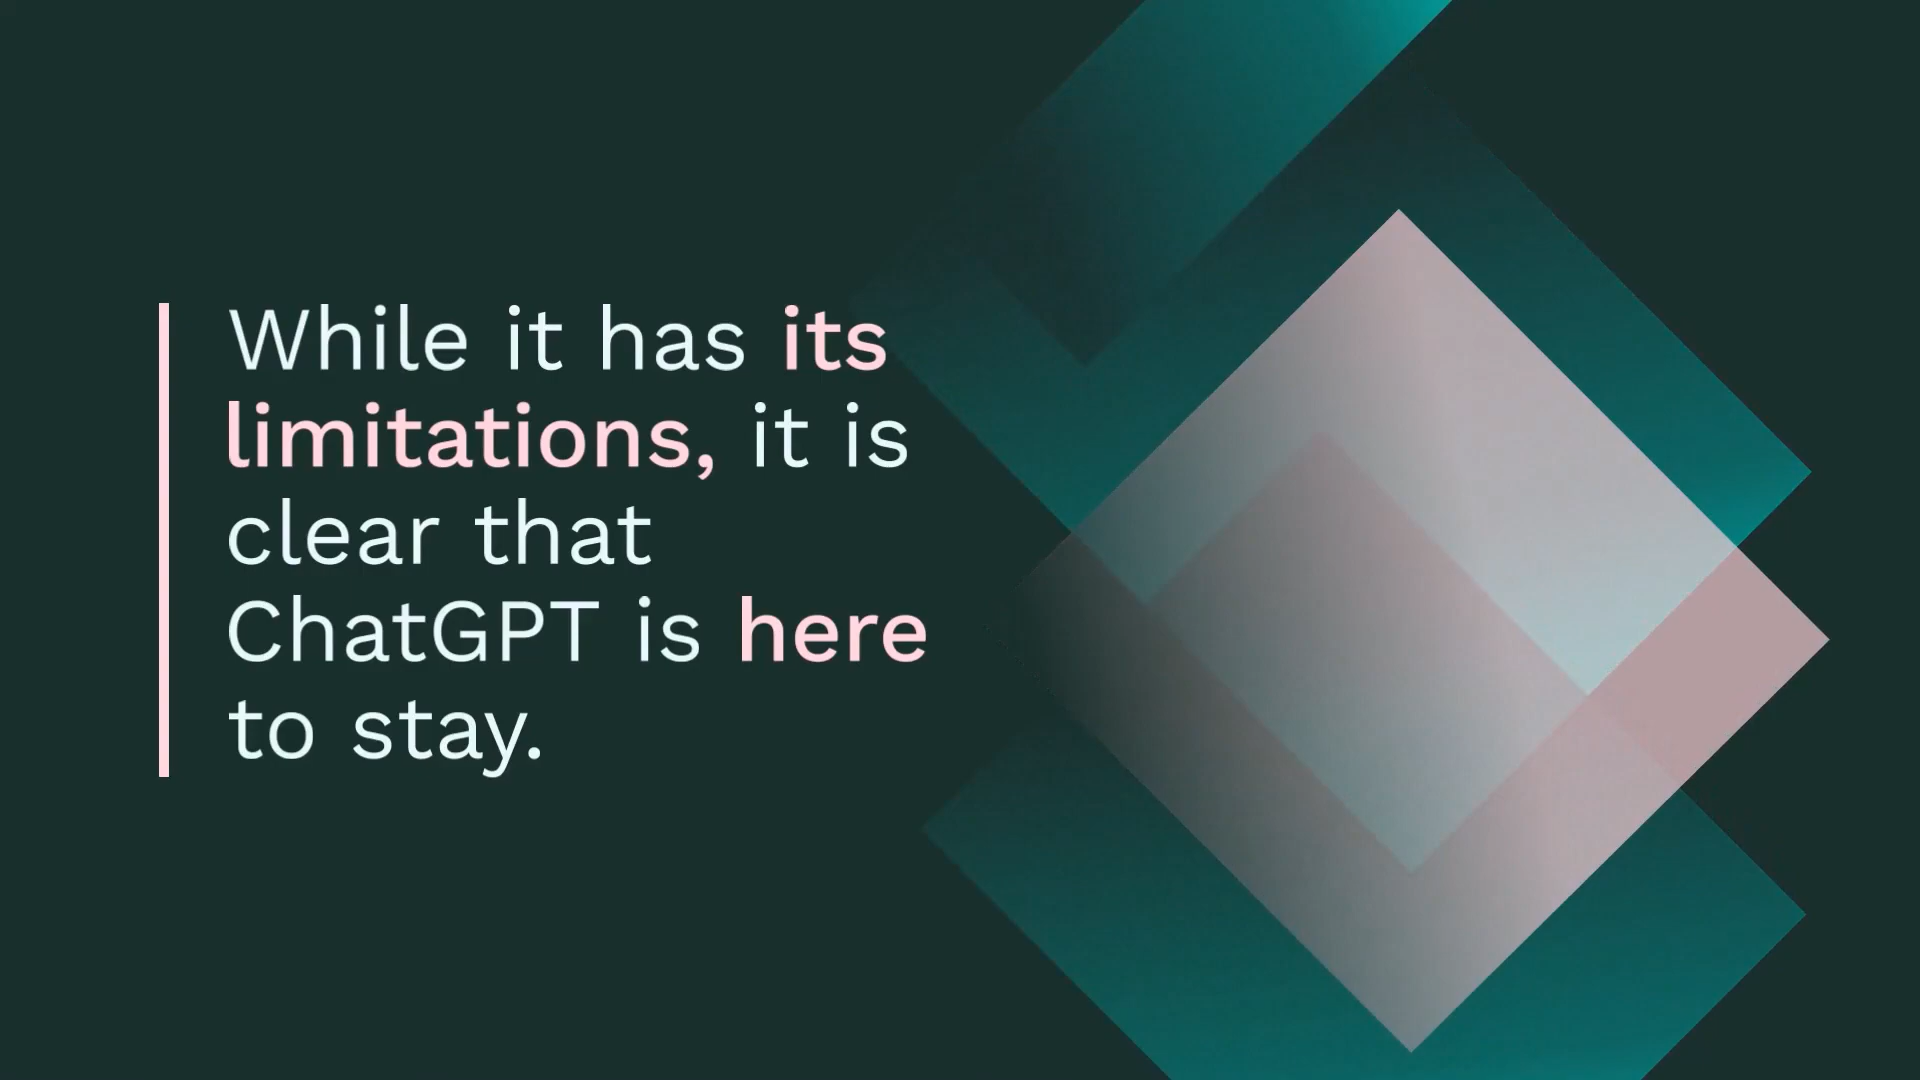 While it has its
limitations, it is
clear that
ChatGPT is here
to stay.